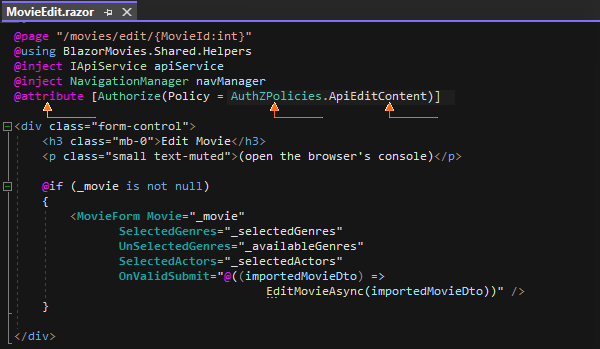 MovieEdit.razor
@page "/movies/edit/{MovieId:int}"
@using BlazorMovies.Shared.Helpers
@inject IApiService apiService
@inject NavigationManager navManager
@attribute [Authorize(Policy = AuthZPolicies.ApiEditContent)]
<div class="form-control">
<h3 class="mb-0">Edit Movie</h3>
<p class="small text-muted">(open the browser's console)</p>
@if (_movie is not null)
{
<MovieForm Movie="_movie"
SelectedGenres="_selectedGenres"
UnSelectedGenres="_availableGenres"
SelectedActors="_selectedActors"
OnValidSubmit="@((importedMovieDto) =>
EditMovieAsync(importedMovieDto))" />
}
</div>